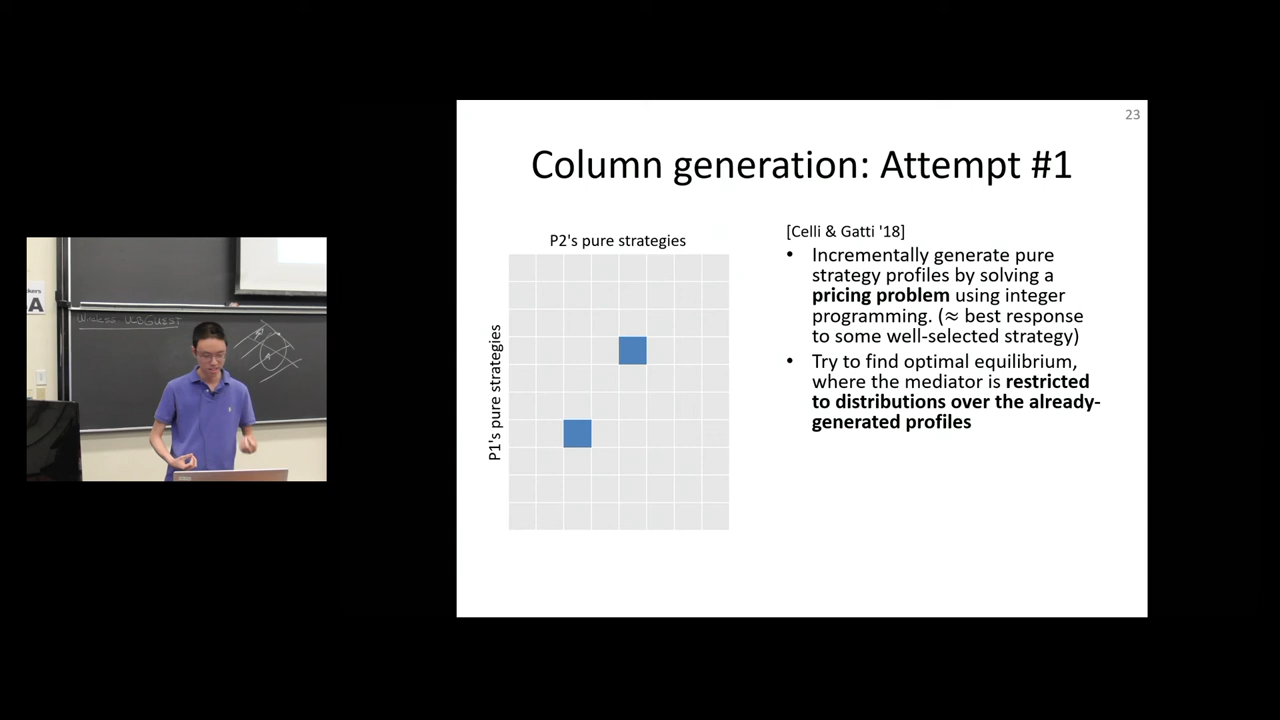 23
Column generation: Attempt #1
P2's pure strategies
P1's pure strategies
[Celli & Gatti '18]
• Incrementally generate pure
strategy profiles by solving a
pricing problem using integer
programming. (≈ best response
to some well-selected strategy)
• Try to find optimal equilibrium,
where the mediator is restricted
to distributions over the already-
generated profiles
A